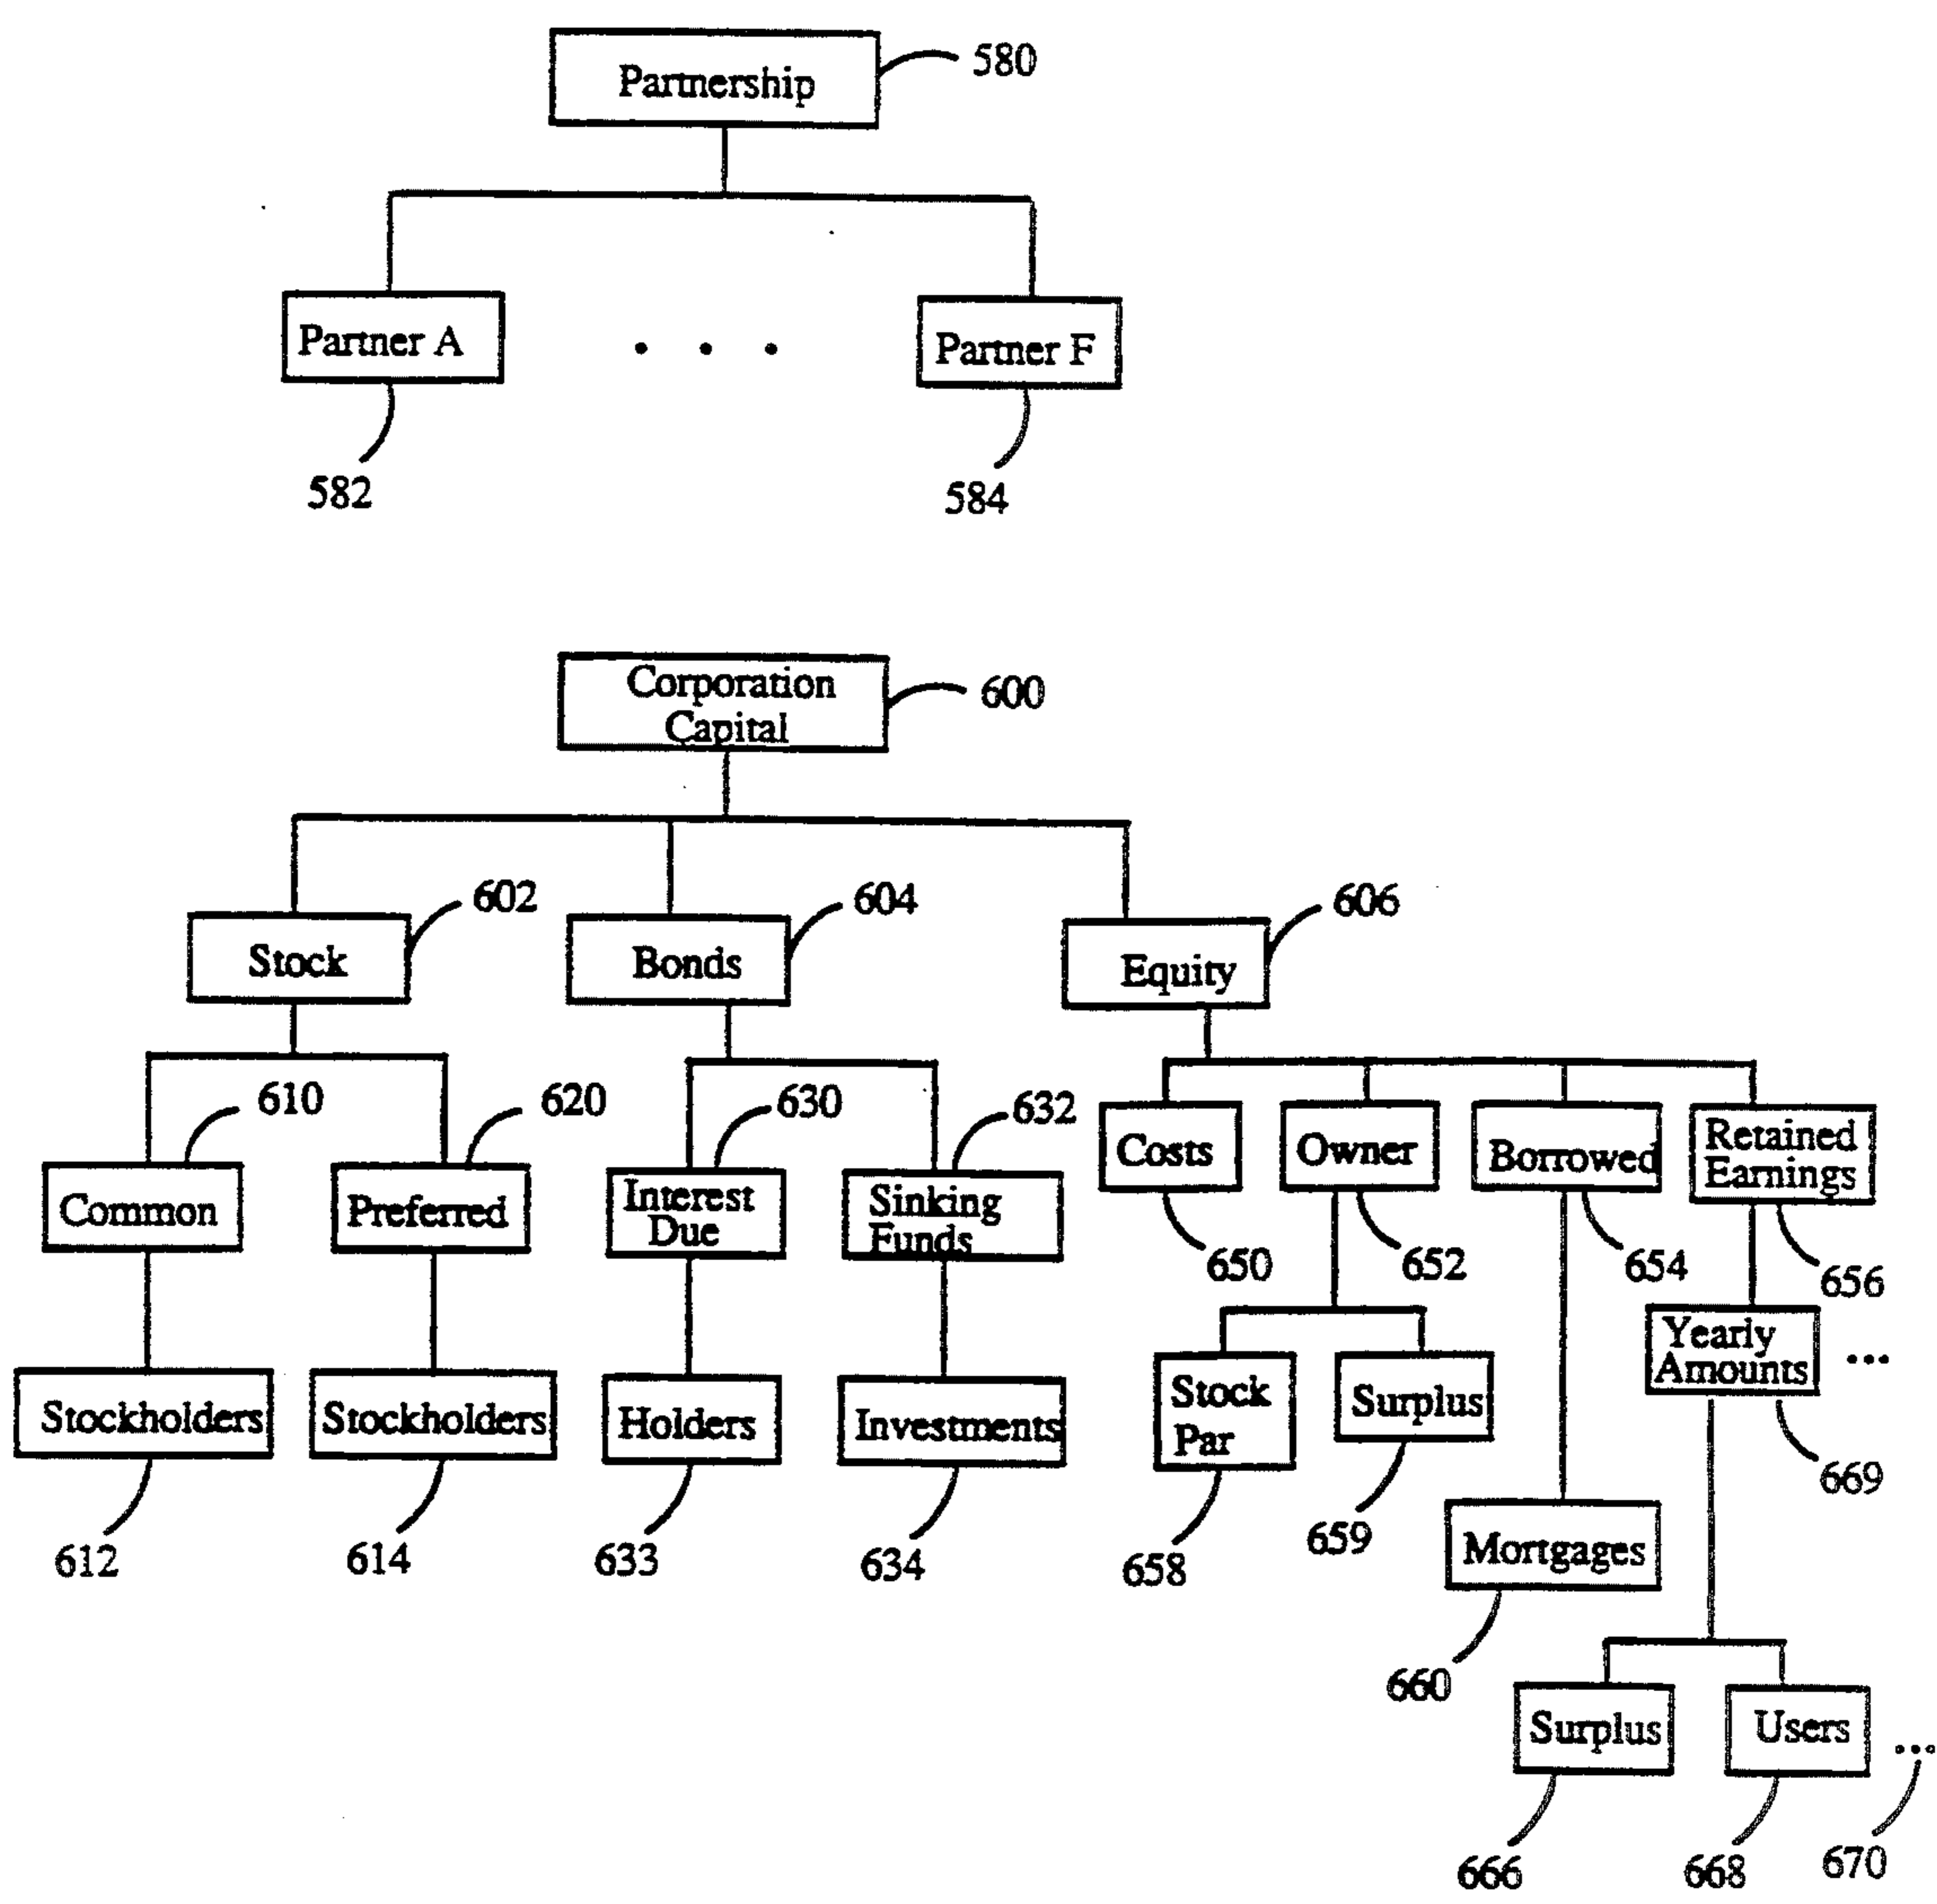 Partnership
580
Partner A
. . .
Partner F
582
584
Corporation
Capital
600
602
604
606
Stock
Bonds
Equity
610
620
630
632
Common
Preferred
Interest
Due
Sinking
Funds
Costs
Owner
Borrowed
Retained
Earnings
650
652
654
656
Stockholders
Stockholders
Holders
Investments
Stock
Par
Surplus
Yearly
Amounts
...
612
614
633
634
658
659
669
Mortgages
660
Surplus
Users
...
666
668
670